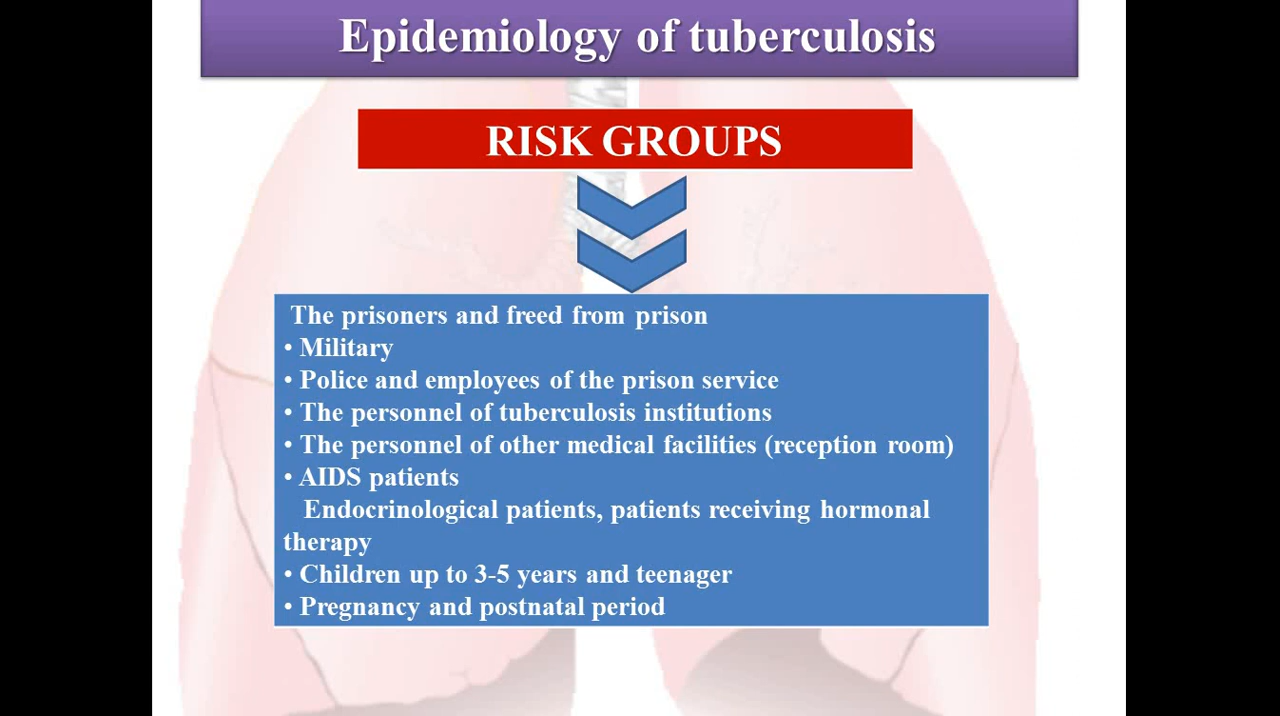 Epidemiology of tuberculosis
RISK GROUPS
The prisoners and freed from prison
• Military
• Police and employees of the prison service
• The personnel of tuberculosis institutions
• The personnel of other medical facilities (reception room)
• AIDS patients
Endocrinological patients, patients receiving hormonal
therapy
• Children up to 3-5 years and teenager
• Pregnancy and postnatal period